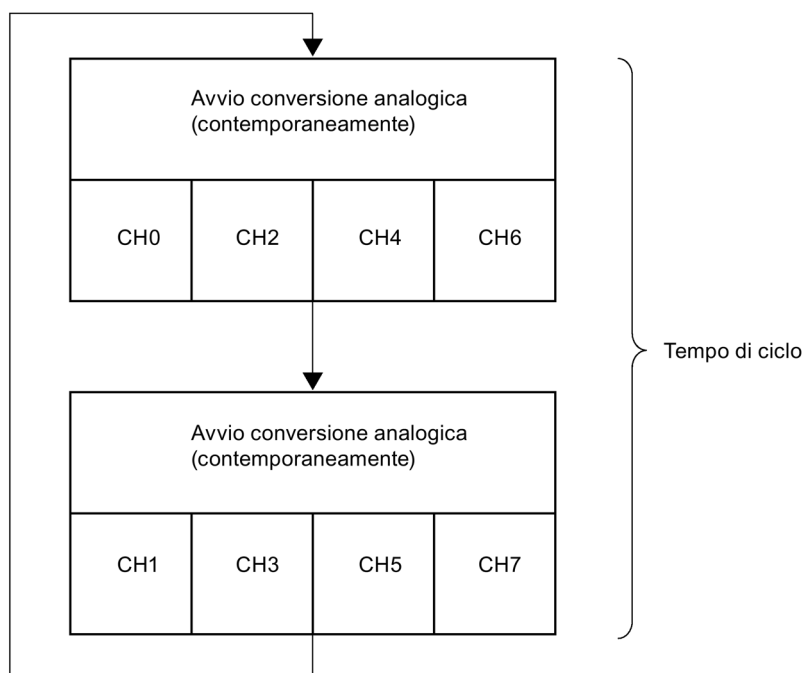 Avvio conversione analogica
(contemporaneamente)
CH0 CH2 CH4 CH6
Tempo di ciclo
Avvio conversione analogica
(contemporaneamente)
CH1 CH3 CH5 CH7